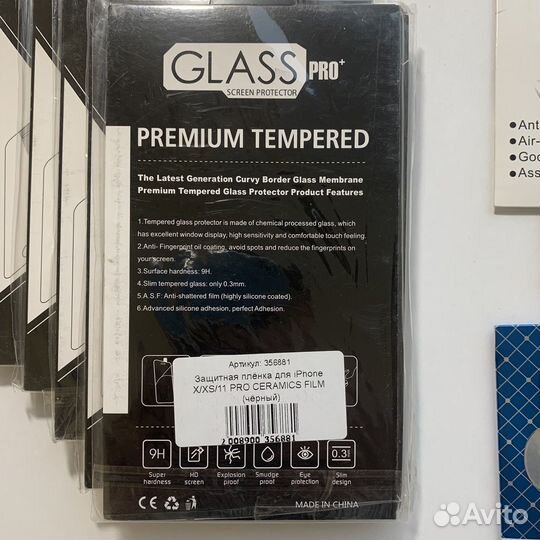 GLASS PRO+
SCREEN PROTECTOR
PREMIUM TEMPERED
The Latest Generation Curvy Border Glass Membrane
Premium Tempered Glass Protector Product Features
1.Tempered glass protector is made of chemical processed glass, which
has excellent window display, high sensitivity and comfortable touch feeling.
2.Anti- Fingerprint oil coating, avoid spots and reduce the fingerprints on
your screen.
3.Surface hardness: 9H.
4.Slim tempered glass: only 0.3mm.
5.A.S.F: Anti-shattered film (highly silicone coated).
6.Advanced silicone adhesion, perfect Adhesion.
Артикул: 356881
Защитная плёнка для iPhone
X/XS/11 PRO CERAMICS FILM
(чёрный)
2 008900 356881
9H
HD
0.3
Super hardness
HD screen
Explosion proof
Smudge proof
Eye protection
Slim design
CE
MADE IN CHINA
Ant
Air-
Goo
Ass
Avito